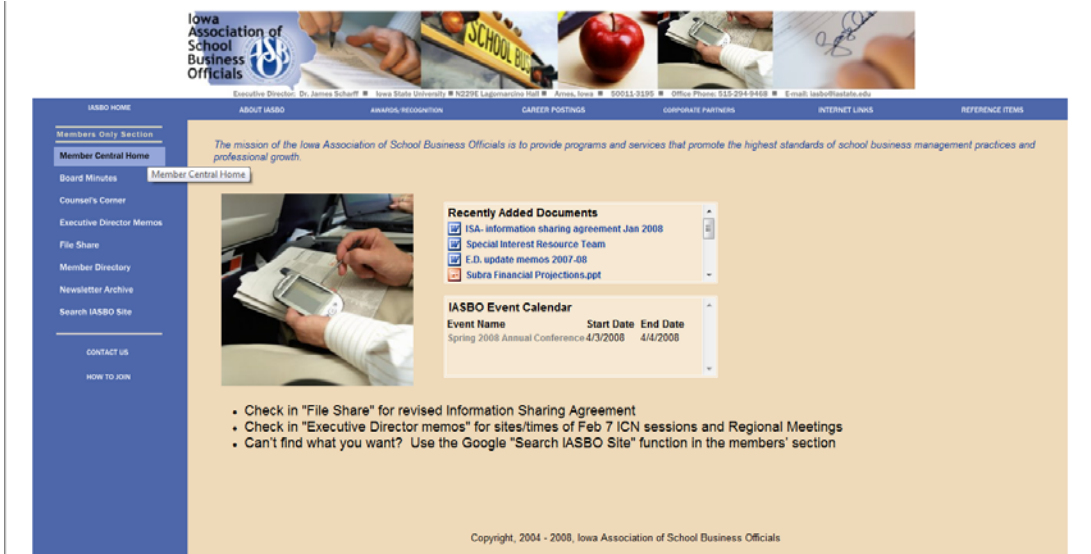 Iowa
Association of
School
Business
Officials
IASBO
SCHOOL BUS
Executive Director: Dr. James Scharff ■ Iowa State University ■ N229E Lagomarcino Hall ■ Ames, Iowa ■ 50011-3195 ■ Office Phone: 515-294-9468 ■ E-mail: iasbo@iastate.edu
IASBO HOME ABOUT IASBO AWARDS/RECOGNITION CAREER POSTINGS CORPORATE PARTNERS INTERNET LINKS REFERENCE ITEMS
Members Only Section
Member Central Home
Member Central Home
Board Minutes
Counsel's Corner
Executive Director Memos
File Share
Member Directory
Newsletter Archive
Search IASBO Site
CONTACT US
HOW TO JOIN
The mission of the Iowa Association of School Business Officials is to provide programs and services that promote the highest standards of school business management practices and
professional growth.
Recently Added Documents
ISA- information sharing agreement Jan 2008
Special Interest Resource Team
E.D. update memos 2007-08
Subra Financial Projections.ppt
IASBO Event Calendar
Event Name Start Date End Date
Spring 2008 Annual Conference 4/3/2008 4/4/2008
• Check in "File Share" for revised Information Sharing Agreement
• Check in "Executive Director memos" for sites/times of Feb 7 ICN sessions and Regional Meetings
• Can't find what you want? Use the Google "Search IASBO Site" function in the members' section
Copyright, 2004 - 2008, Iowa Association of School Business Officials